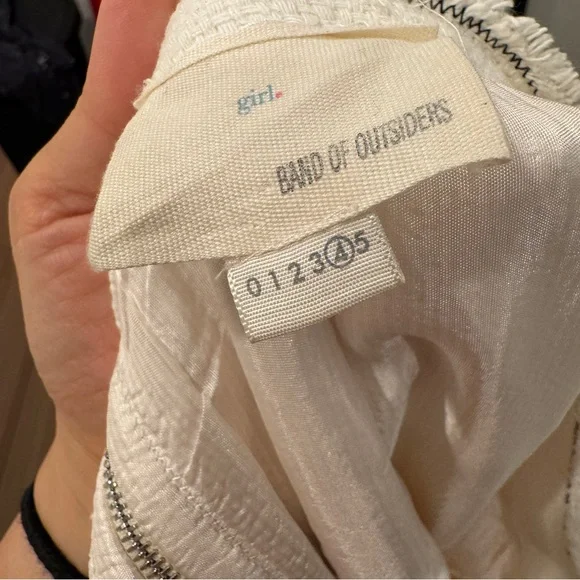 girl.
BAND OF OUTSIDERS
0 1 2 3 4 5